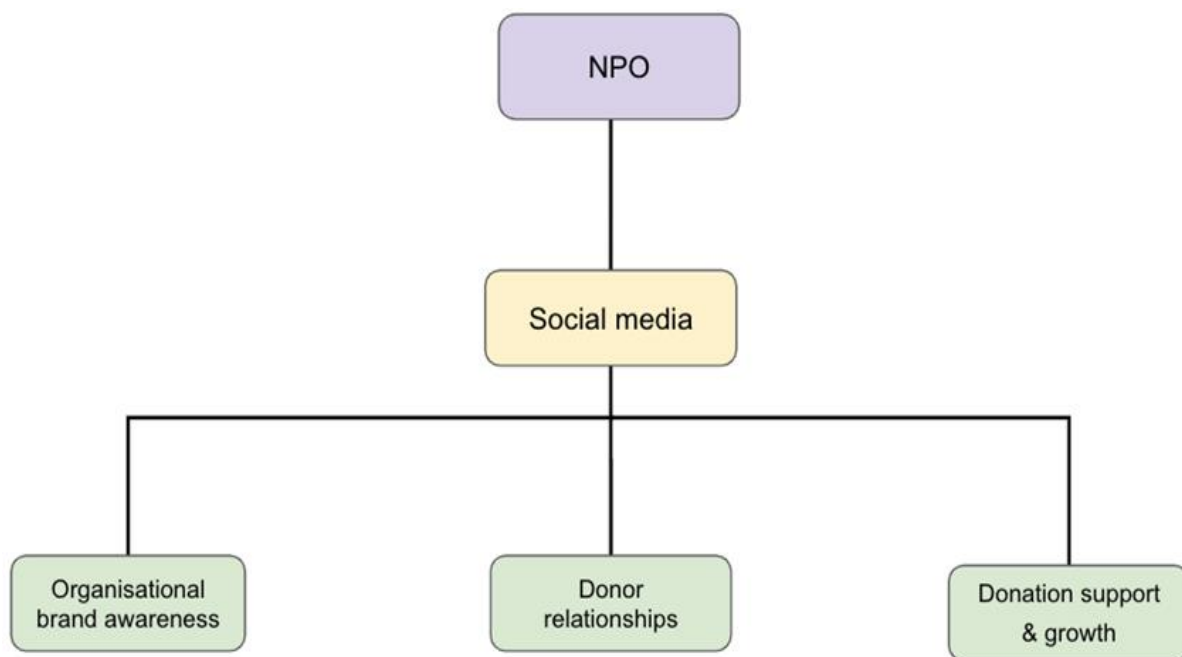 NPO
Social media
Organisational
brand awareness
Donor
relationships
Donation support
& growth